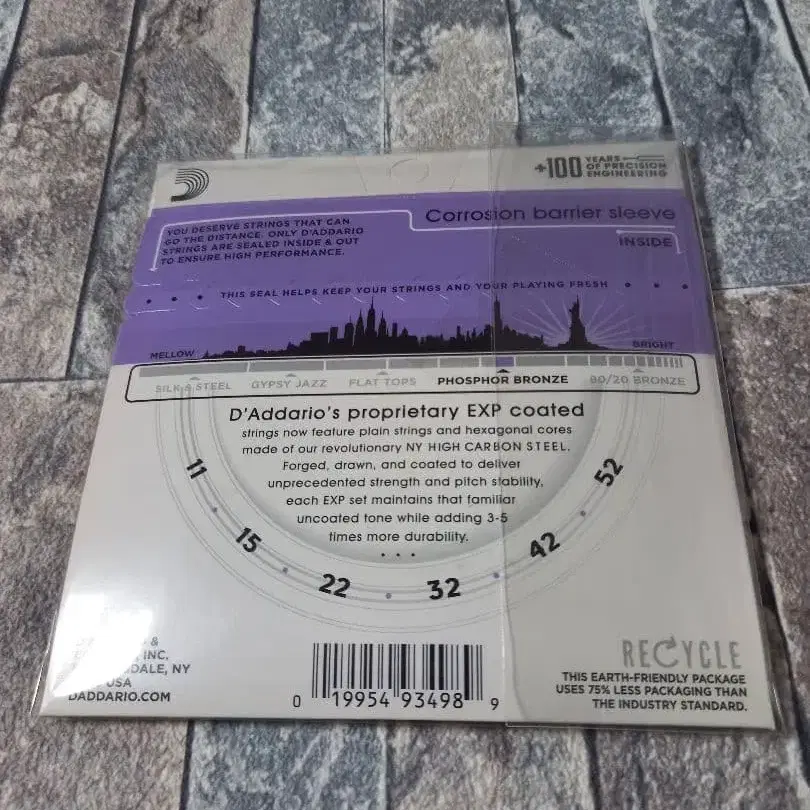 +100 YEARS
OF PRECISION
ENGINEERING
Corrosion barrier sleeve
INSIDE
YOU DESERVE STRINGS THAT CAN
GO THE DISTANCE. ONLY D'ADDARIO
STRINGS ARE SEALED INSIDE & OUT
TO ENSURE HIGH PERFORMANCE.
• • • THIS SEAL HELPS KEEP YOUR STRINGS AND YOUR PLAYING FRESH • • •
MELLOW BRIGHT
SILK & STEEL GYPSY JAZZ FLAT TOPS PHOSPHOR BRONZE 80/20 BRONZE
D'Addario's proprietary EXP coated
strings now feature plain strings and hexagonal cores
made of our revolutionary NY HIGH CARBON STEEL.
Forged, drawn, and coated to deliver
unprecedented strength and pitch stability,
each EXP set maintains that familiar
uncoated tone while adding 3-5
times more durability.
• • •
11 • 15 • 22 • 32 • 42 • 52
&
INC.
DALE, NY
USA
DADDARIO.COM
0 19954 93498 9
RECYCLE
THIS EARTH-FRIENDLY PACKAGE
USES 75% LESS PACKAGING THAN
THE INDUSTRY STANDARD.